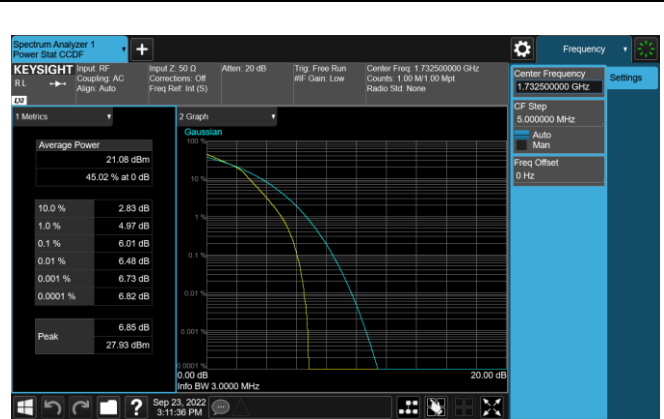 Spectrum Analyzer 1
Power Stat CCDF
Frequency
KEYSIGHT
Input: RF
Coupling: AC
Align: Auto
RL
LXI
Input Z: 50 Ω
Corrections: Off
Freq Ref: Int (S)
Atten: 20 dB
Trig: Free Run
#IF Gain: Low
Center Freq: 1.732500000 GHz
Counts: 1.00 M/1.00 Mpt
Radio Std: None
Center Frequency
1.732500000 GHz
Settings
CF Step
5.000000 MHz
Auto
Man
Freq Offset
0 Hz
1 Metrics
Average Power
21.08 dBm
45.02 % at 0 dB
10.0 % 2.83 dB
1.0 % 4.97 dB
0.1 % 6.01 dB
0.01 % 6.48 dB
0.001 % 6.73 dB
0.0001 % 6.82 dB
Peak
6.85 dB
27.93 dBm
2 Graph
Gaussian
100 %
10 %
1 %
0.1 %
0.01 %
0.001 %
0.0001 %
0.00 dB
20.00 dB
Info BW 3.0000 MHz
?
Sep 23, 2022
3:11:36 PM